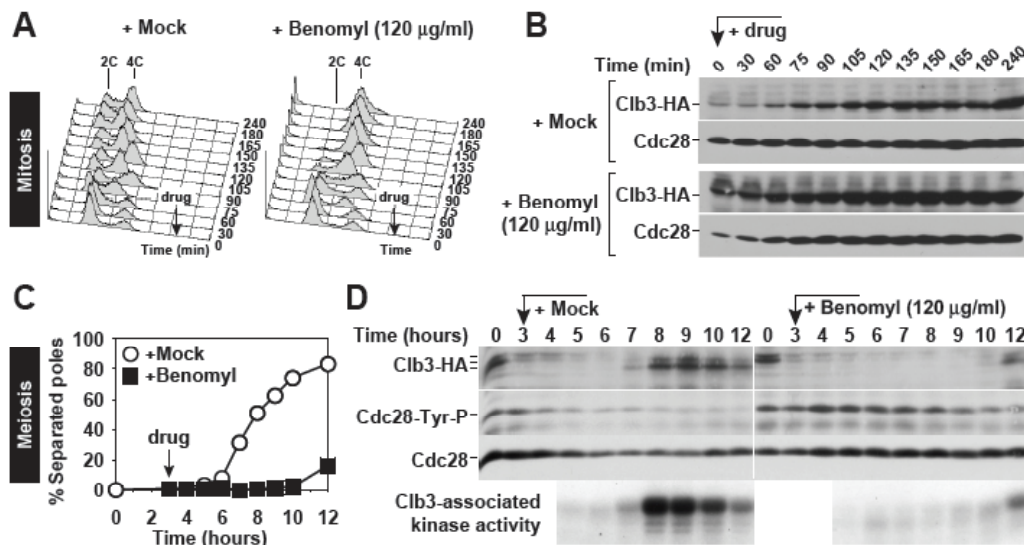 A
+ Mock
+ Benomyl (120 µg/ml)
2C 4C
2C 4C
Mitosis
240
180
165
150
135
120
105
90
75
60
30
0
drug
Time (min)
240
180
165
150
135
120
105
90
75
60
30
0
drug
Time
B
+ drug
Time (min) 0 30 60 75 90 105 120 135 150 165 180 240
+ Mock
Clb3-HA
Cdc28
+ Benomyl
(120 µg/ml)
Clb3-HA
Cdc28
C
Meiosis
% Separated poles
100
80
60
40
20
0
+Mock
+Benomyl
drug
0 2 4 6 8 10 12
Time (hours)
D
+ Mock
+ Benomyl (120 µg/ml)
Time (hours) 0 3 4 5 6 7 8 9 10 12 0 3 4 5 6 7 8 9 10 12
Clb3-HA
Cdc28-Tyr-P
Cdc28
Clb3-associated
kinase activity